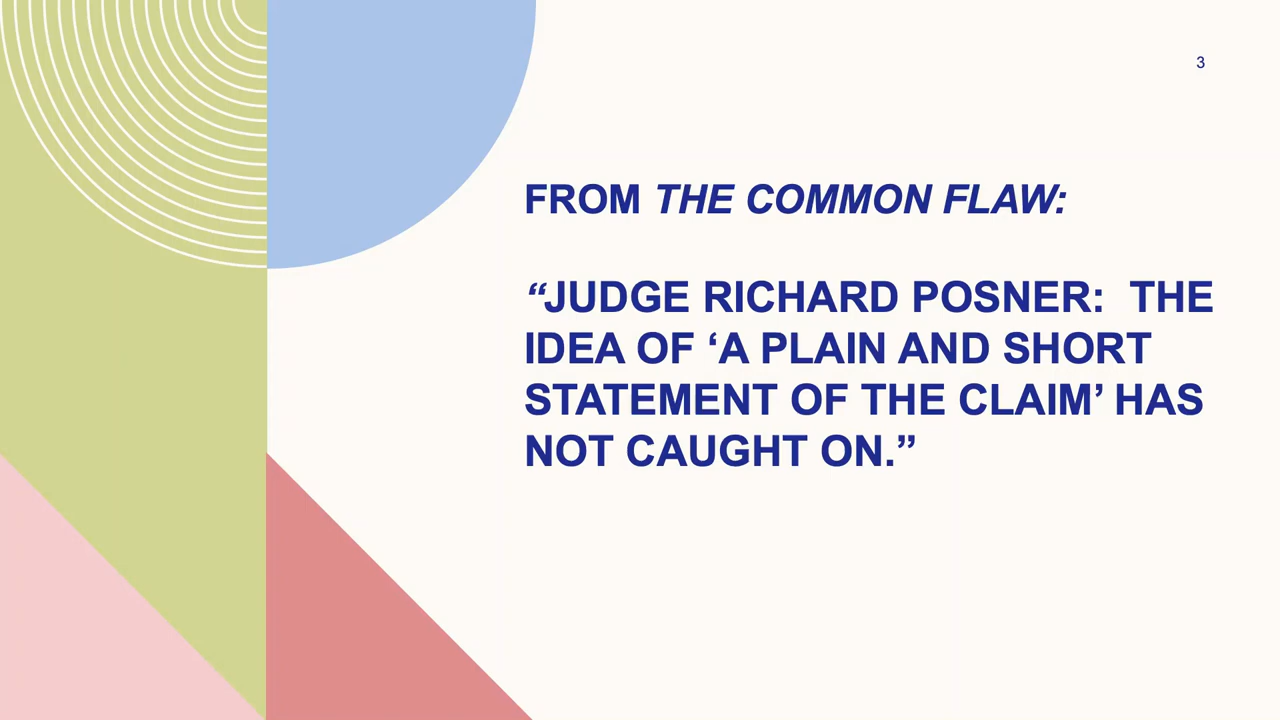 3
FROM THE COMMON FLAW:
“JUDGE RICHARD POSNER:  THE
IDEA OF ‘A PLAIN AND SHORT
STATEMENT OF THE CLAIM’ HAS
NOT CAUGHT ON.”